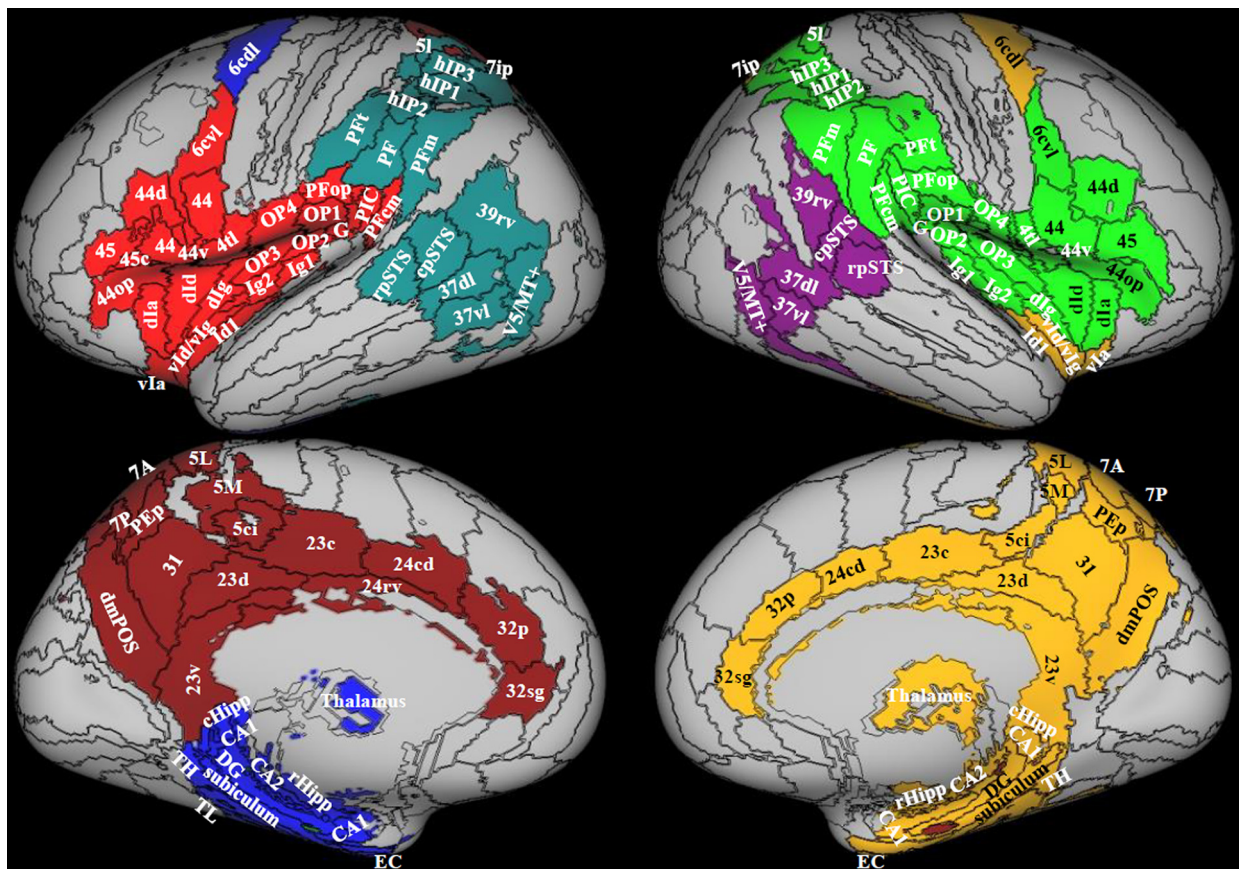 6cdl
5l
hIP3
7ip
hIP1
hIP2
PFt
PF
PFm
6cvl
44d
44
PFop
PIC
PFcm
OP4
OP1
G
39rv
45
45c
44
44v
4tl
OP3
OP2
cpSTS
rpSTS
44op
dId
dIg
Ig2
Ig1
37dl
dIa
vId/vIg
Id1
37vl
V5/MT+
vIa
5l
7ip
hIP3
hIP1
hIP2
6cdl
PFm
PF
PFt
6cvl
39rv
PIC
PFop
44d
PFcm
OP1
OP4
4tl
44
45
cpSTS
G
OP2
OP3
44v
rpSTS
V5/MT+
37dl
Ig1
Ig2
dId
44op
37vl
dIg
dIa
Id1
vId/vIg
vIa
7A
5L
5M
7P
PEp
5ci
23c
31
24cd
23d
24rv
dmPOS
32p
23v
32sg
Thalamus
cHipp
CA1
DG
CA2
rHipp
TH
subiculum
TL
CA1
EC
5L
7A
5M
7P
PEp
23c
5ci
31
24cd
23d
32p
dmPOS
32sg
Thalamus
23v
cHipp
CA1
CA2
rHipp
DG
TH
subiculum
CA1
EC